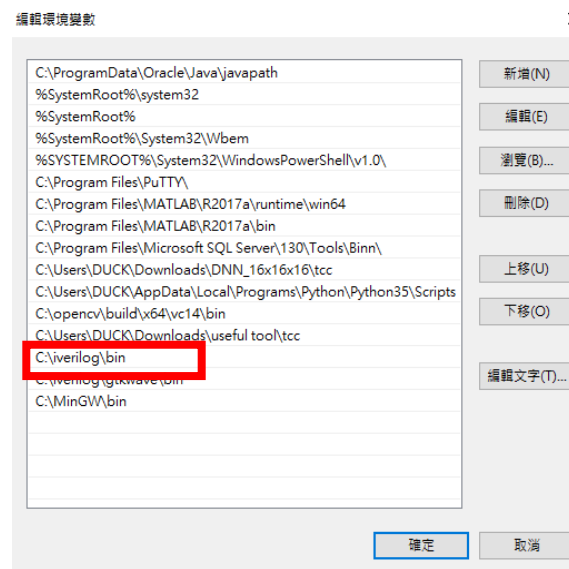 編輯環境變數
C:\ProgramData\Oracle\Java\javapath
%SystemRoot%\system32
%SystemRoot%
%SystemRoot%\System32\Wbem
%SYSTEMROOT%\System32\WindowsPowerShell\v1.0\
C:\Program Files\PuTTY\
C:\Program Files\MATLAB\R2017a\runtime\win64
C:\Program Files\MATLAB\R2017a\bin
C:\Program Files\Microsoft SQL Server\130\Tools\Binn\
C:\Users\DUCK\Downloads\DNN_16x16x16\tcc
C:\Users\DUCK\AppData\Local\Programs\Python\Python35\Scripts
C:\opencv\build\x64\vc14\bin
C:\Users\DUCK\Downloads\useful tool\tcc
C:\iverilog\bin
C:\iverilog\gtkwave\bin
C:\MinGW\bin
新增(N)
編輯(E)
瀏覽(B)...
刪除(D)
上移(U)
下移(O)
編輯文字(T)...
確定
取消